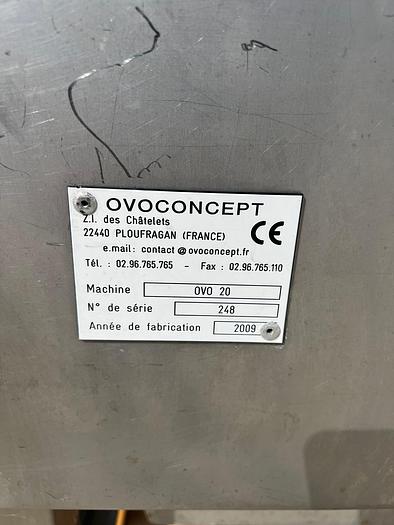 OVOCONCEPT
Z.I. des Châtelets
22440 PLOUFRAGAN (FRANCE)
CE
e.mail: contact @ ovoconcept.fr
Tél. : 02.96.765.765 - Fax : 02.96.765.110
Machine OVO 20
N° de série 248
Année de fabrication 2009